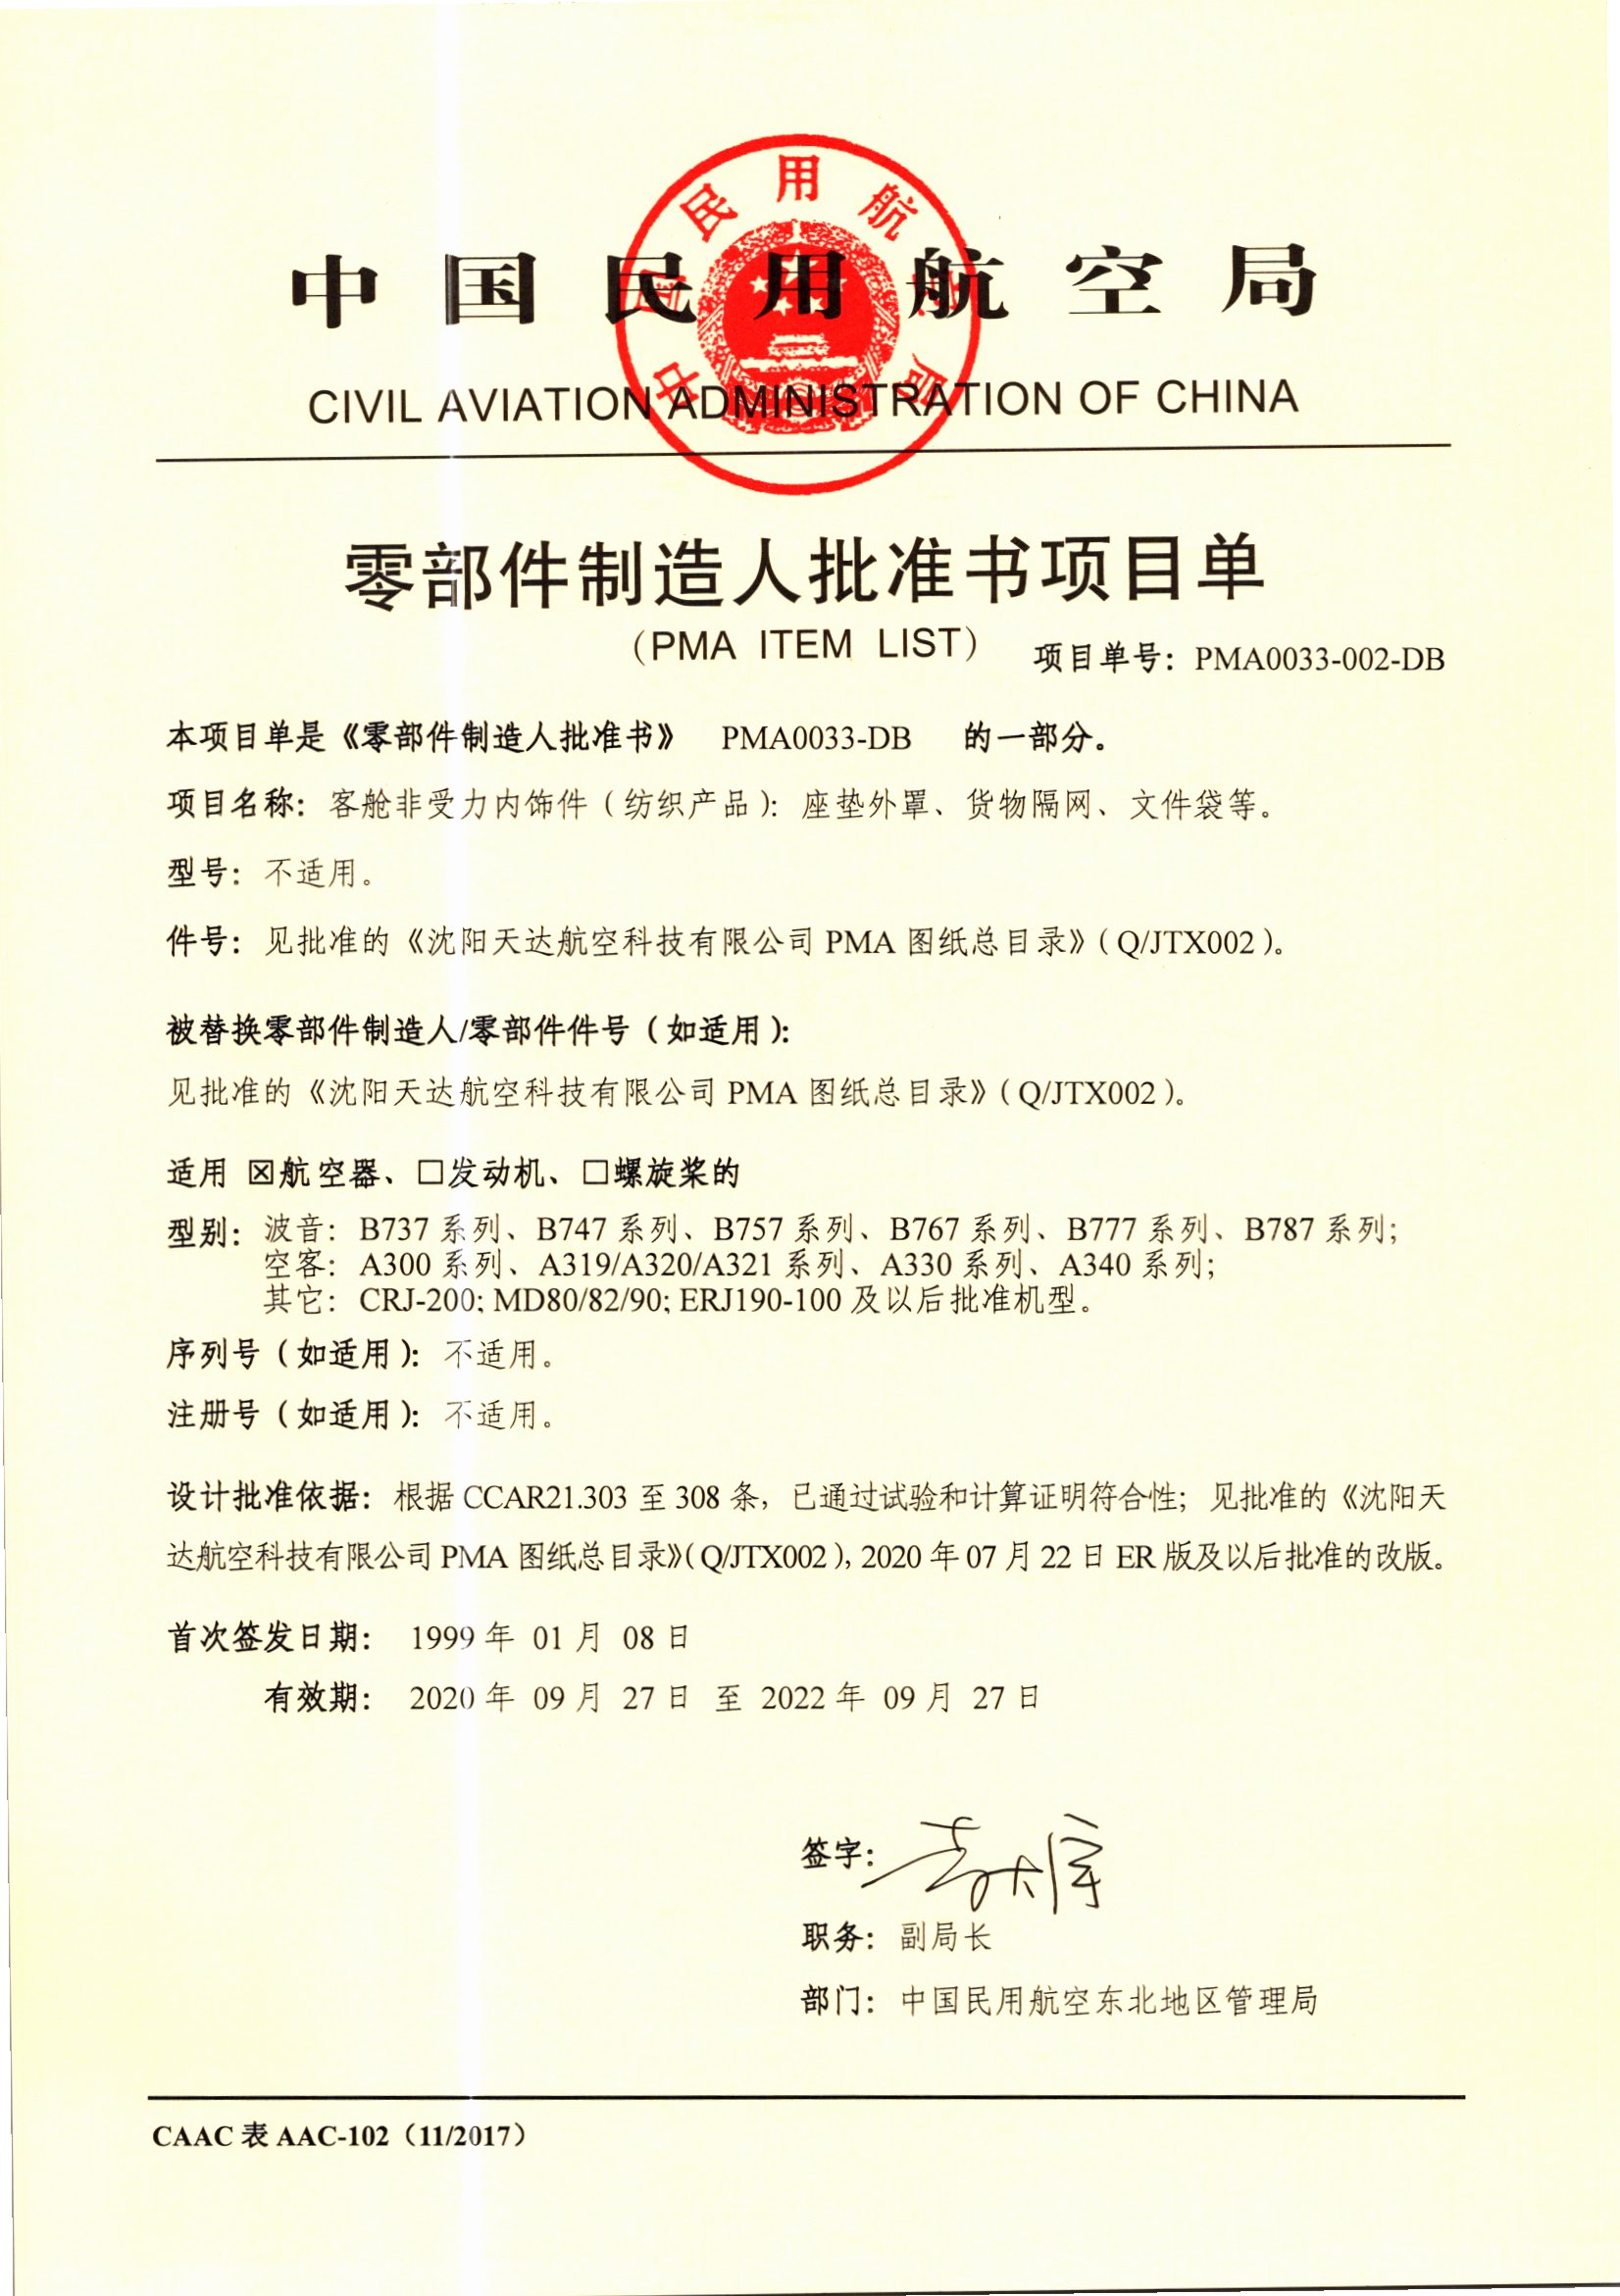 中国民用航空局
中国民用航空局
CIVIL AVIATION ADMINISTRATION OF CHINA
零部件制造人批准书项目单
(PMA ITEM LIST)
项目单号：PMA0033-002-DB
本项目单是《零部件制造人批准书》 PMA0033-DB 的一部分。
项目名称：客舱非受力内饰件（纺织产品）：座垫外罩、货物隔网、文件袋等。
型号：不适用。
件号：见批准的《沈阳天达航空科技有限公司 PMA 图纸总目录》（Q/JTX002）。
被替换零部件制造人/零部件件号（如适用）：
见批准的《沈阳天达航空科技有限公司 PMA 图纸总目录》（Q/JTX002）。
适用 ☒航空器、☐发动机、☐螺旋桨的
型别：波音：B737 系列、B747 系列、B757 系列、B767 系列、B777 系列、B787 系列；
空客：A300 系列、A319/A320/A321 系列、A330 系列、A340 系列；
其它：CRJ-200; MD80/82/90; ERJ190-100 及以后批准机型。
序列号（如适用）：不适用。
注册号（如适用）：不适用。
设计批准依据：根据 CCAR21.303 至 308 条，已通过试验和计算证明符合性；见批准的《沈阳天
达航空科技有限公司 PMA 图纸总目录》（Q/JTX002），2020 年 07 月 22 日 ER 版及以后批准的改版。
首次签发日期： 1999 年 01 月 08 日
有效期： 2020 年 09 月 27 日 至 2022 年 09 月 27 日
签字：
职务：副局长
部门：中国民用航空东北地区管理局
CAAC 表 AAC-102（11/2017）